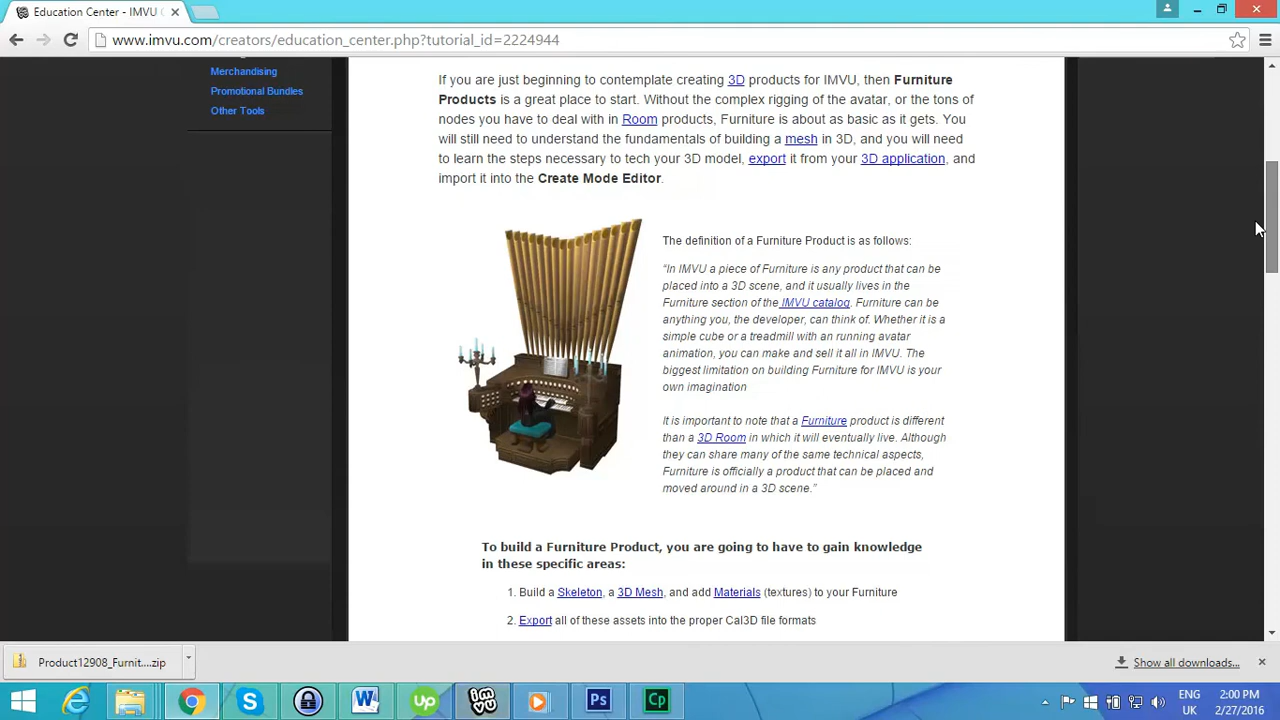 Education Center - IMVU
www.imvu.com/creators/education_center.php?tutorial_id=2224944
Merchandising
Promotional Bundles
Other Tools
If you are just beginning to contemplate creating 3D products for IMVU, then Furniture
Products is a great place to start. Without the complex rigging of the avatar, or the tons of
nodes you have to deal with in Room products, Furniture is about as basic as it gets. You
will still need to understand the fundamentals of building a mesh in 3D, and you will need
to learn the steps necessary to tech your 3D model, export it from your 3D application, and
import it into the Create Mode Editor.
The definition of a Furniture Product is as follows:
“In IMVU a piece of Furniture is any product that can be
placed into a 3D scene, and it usually lives in the
Furniture section of the IMVU catalog. Furniture can be
anything you, the developer, can think of. Whether it is a
simple cube or a treadmill with an running avatar
animation, you can make and sell it all in IMVU. The
biggest limitation on building Furniture for IMVU is your
own imagination
It is important to note that a Furniture product is different
than a 3D Room in which it will eventually live. Although
they can share many of the same technical aspects,
Furniture is officially a product that can be placed and
moved around in a 3D scene.”
To build a Furniture Product, you are going to have to gain knowledge
in these specific areas:
1. Build a Skeleton, a 3D Mesh, and add Materials (textures) to your Furniture
2. Export all of these assets into the proper Cal3D file formats
Product12908_Furnit....zip
Show all downloads...
ENG
UK
2:00 PM
2/27/2016